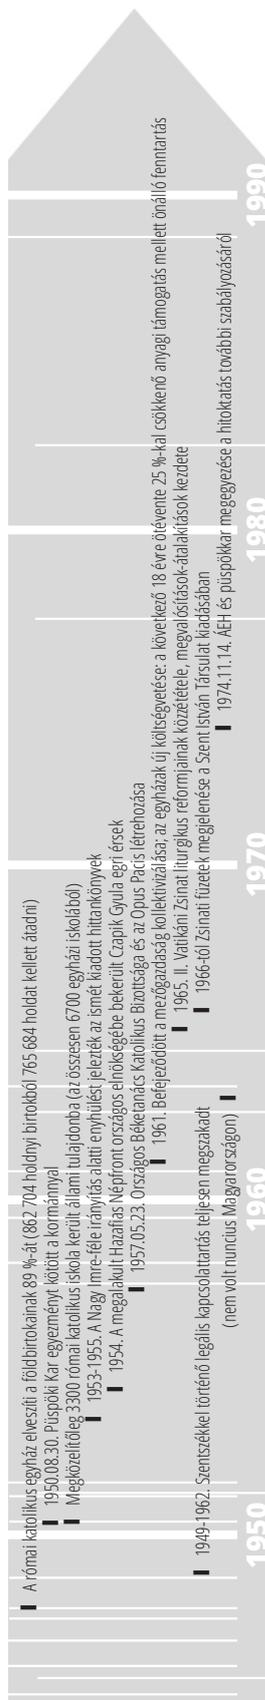 A római katolikus egyház elveszíti a földbirtokainak 89 %-át (862 704 holdnyi birtokból 765 684 holdat kellett átadni)
1950.08.30. Püspöki Kar egyezményt kötött a kormánnyal
Megközelítőleg 3300 római katolikus iskola került állami tulajdonba (az összesen 6700 egyházi iskolából)
1953-1955. A Nagy Imre-féle irányítás alatti enyhülést jelezték az ismét kiadott hittankönyvek
1954. A megalakult Hazafias Népfront országos elnökségébe bekerült Czapik Gyula egri érsek
1957.05.23. Országos Béketanács Katolikus Bizottsága és az Opus Pacis létrehozása
1961. Befejeződött a mezőgazdaság kollektivizálása; az egyházak új költségvetése: a következő 18 évre ötévente 25 %-kal csökkenő anyagi támogatás mellett önálló fenntartás
1965. II. Vatikáni Zsinat liturgikus reformjainak közzététele, megvalósítások-átalakítások kezdete
1949-1962. Szentszékkel történő legális kapcsolattartás teljesen megszakadt
(nem volt nuncius Magyarországon)
1966-tól Zsinati füzetek megjelenése a Szent István Társulat kiadásában
1974.11.14. ÁEH és püspökkar megegyezése a hitoktatás további szabályozásáról
1950
1960
1970
1980
1990